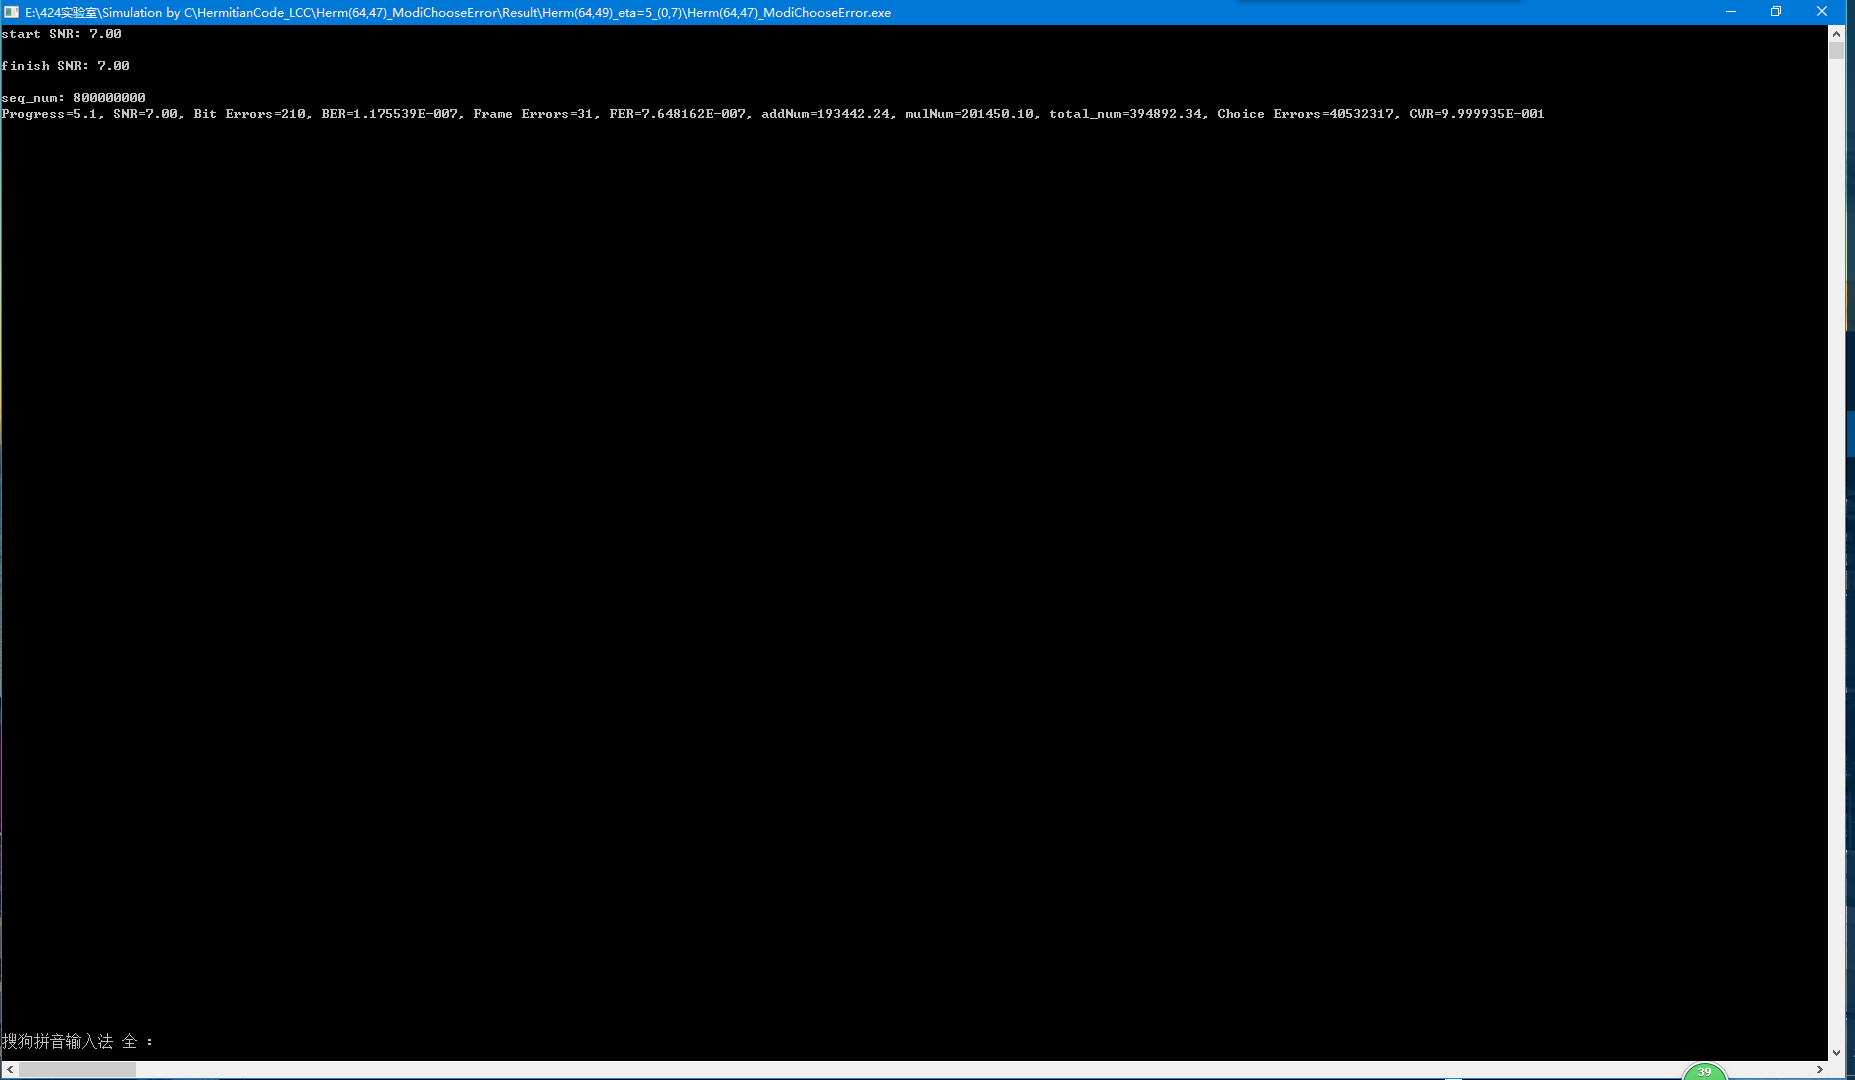 E:\424实验室\Simulation by C\HermitianCode_LCC\Herm(64,47)_ModiChooseError\Result\Herm(64,49)_eta=5_(0,7)\Herm(64,47)_ModiChooseError.exe
start SNR: 7.00
finish SNR: 7.00
seq_num: 800000000
Progress=5.1, SNR=7.00, Bit Errors=210, BER=1.175539E-007, Frame Errors=31, FER=7.648162E-007, addNum=193442.24, mulNum=201450.10, total_num=394892.34, Choice Errors=40532317, CWR=9.999935E-001
搜狗拼音输入法 全 :
39